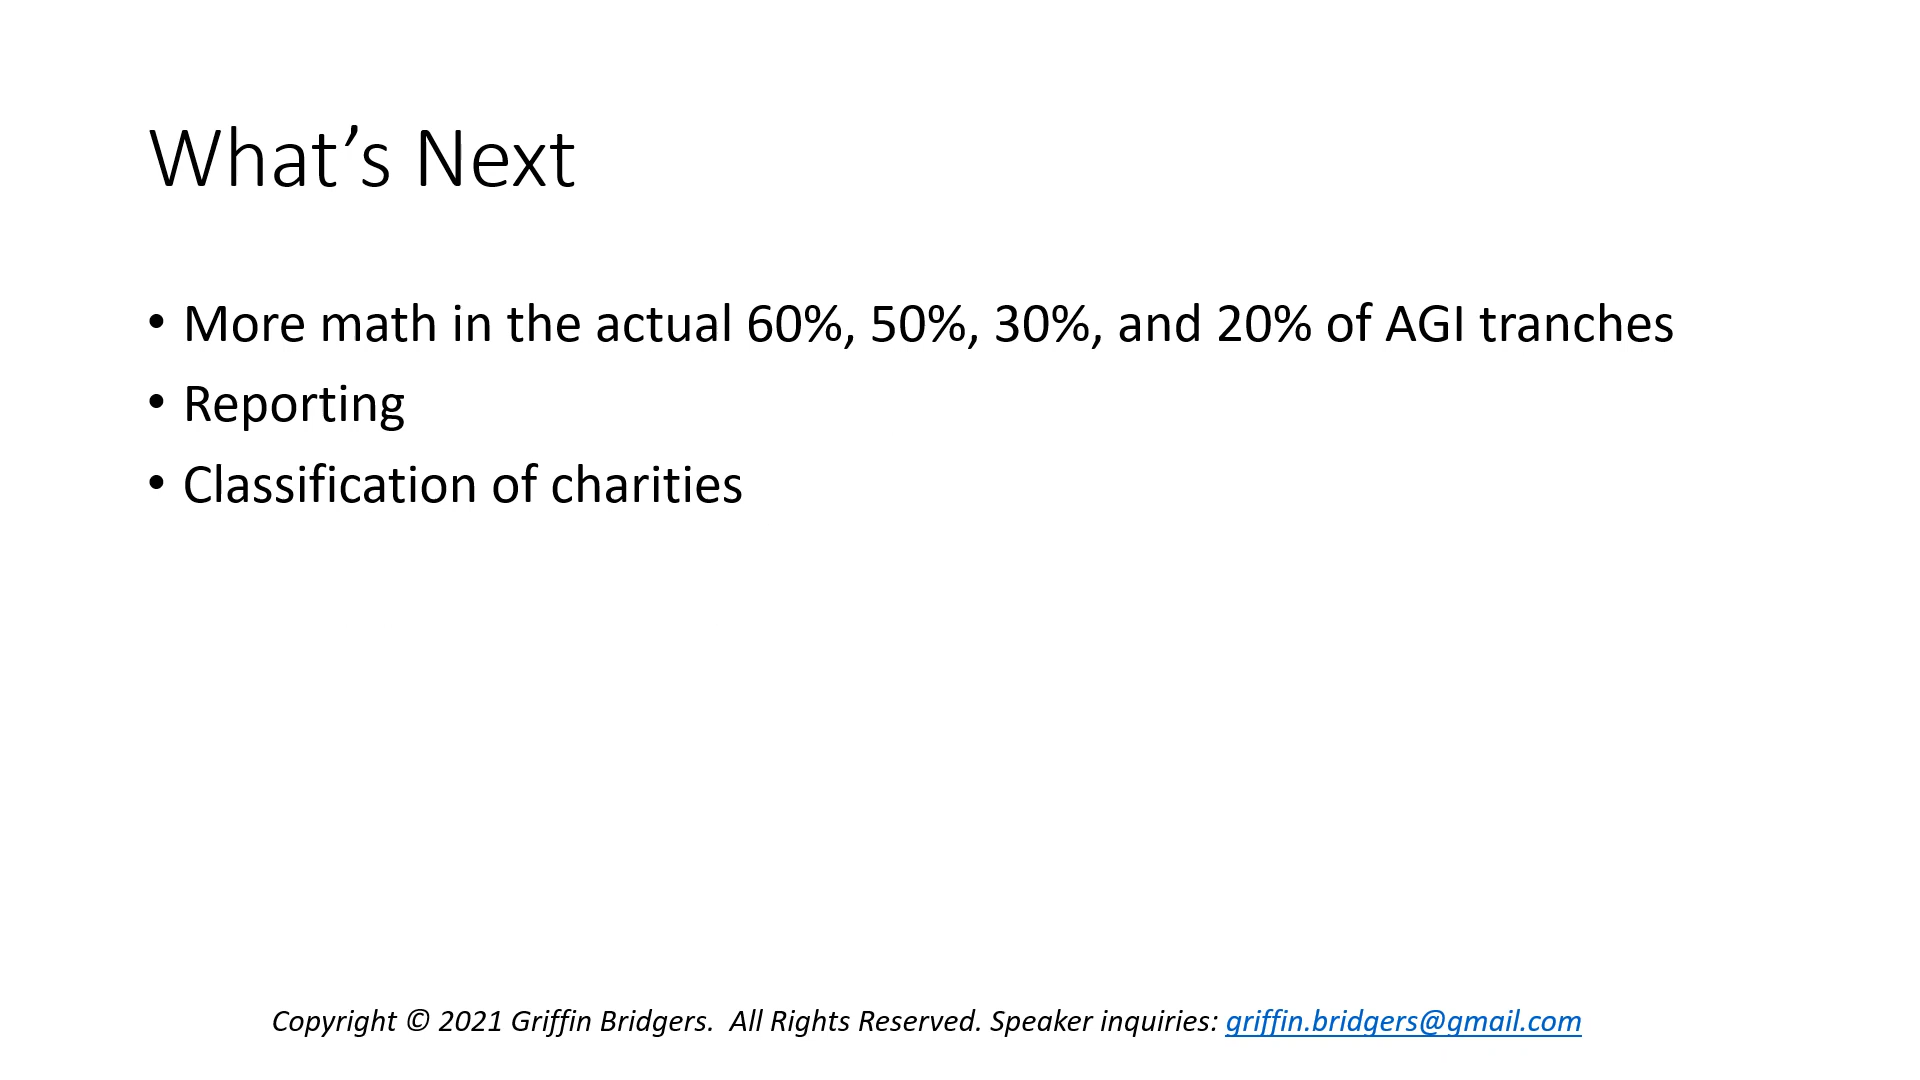 What’s Next
• More math in the actual 60%, 50%, 30%, and 20% of AGI tranches
• Reporting
• Classification of charities
Copyright © 2021 Griffin Bridgers.  All Rights Reserved. Speaker inquiries: griffin.bridgers@gmail.com